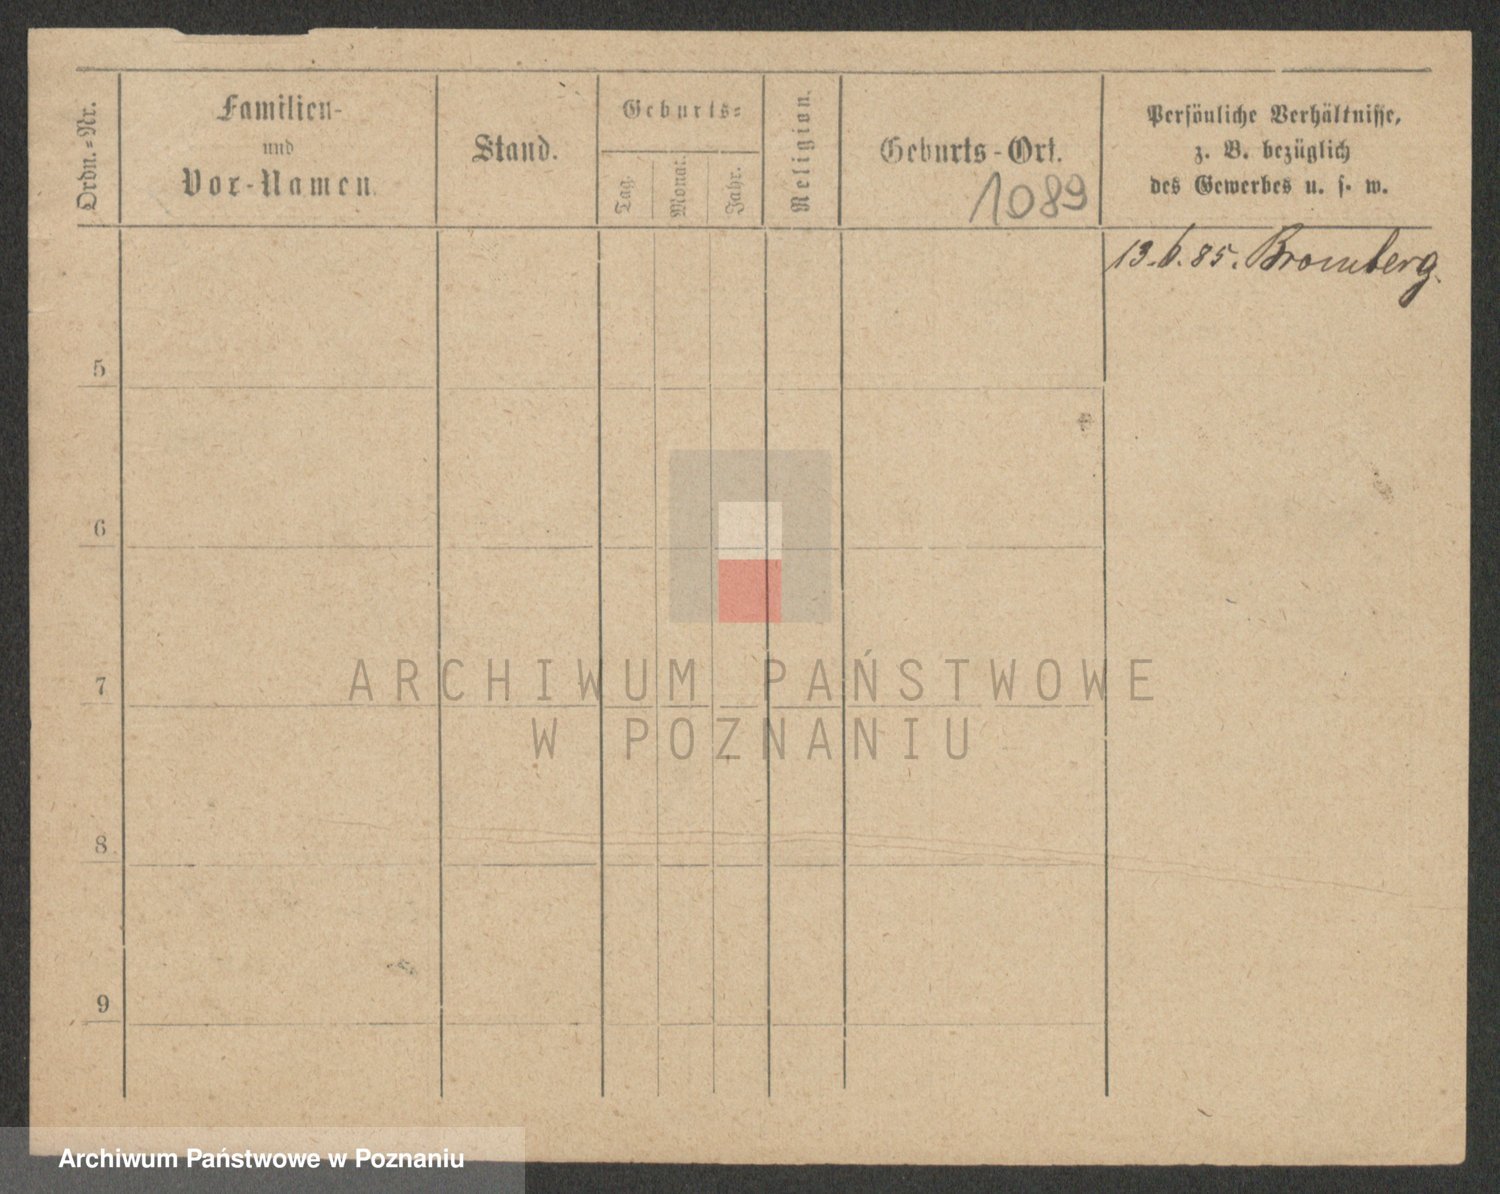 Ordn.-Nr.
Familien-
und
Vor-Namen.
Stand.
Geburts-
Tag.
Monat.
Jahr.
Religion.
Geburts-Ort.
1089
Persönliche Verhältnisse,
z. B. bezüglich
des Gewerbes u. s. w.
13.6.85. Bromberg.
5
6
7
8
9
ARCHIWUM PAŃSTWOWE
W POZNANIU
Archiwum Państwowe w Poznaniu